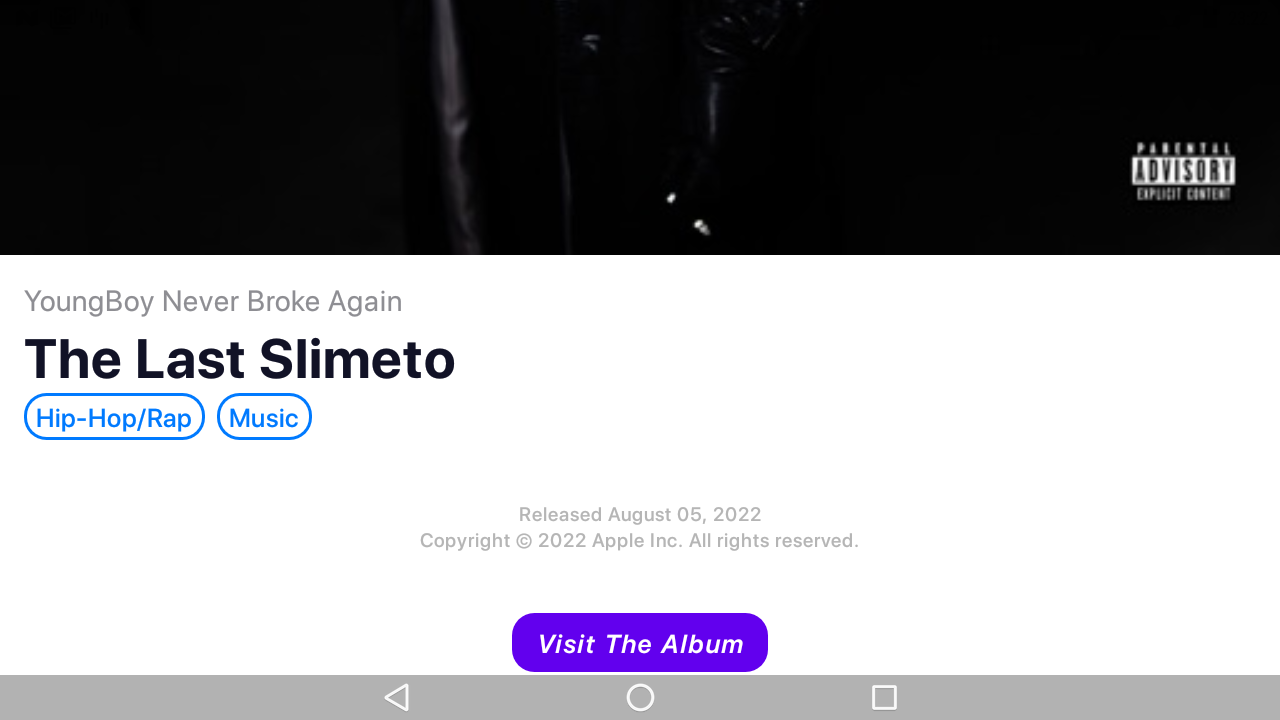 PARENTAL
ADVISORY
EXPLICIT CONTENT
YoungBoy Never Broke Again
The Last Slimeto
Hip-Hop/Rap Music
Released August 05, 2022
Copyright © 2022 Apple Inc. All rights reserved.
Visit The Album